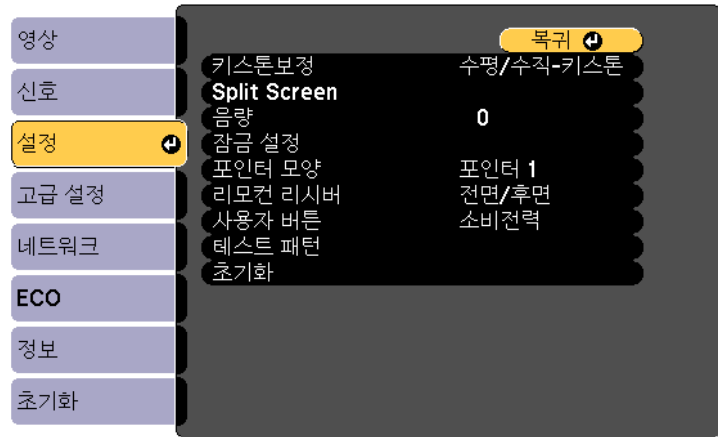 영상
신호
설정
고급 설정
네트워크
ECO
정보
초기화
복귀
키스톤보정 수평/수직-키스톤
Split Screen
음량 0
잠금 설정
포인터 모양 포인터 1
리모컨 리시버 전면/후면
사용자 버튼 소비전력
테스트 패턴
초기화